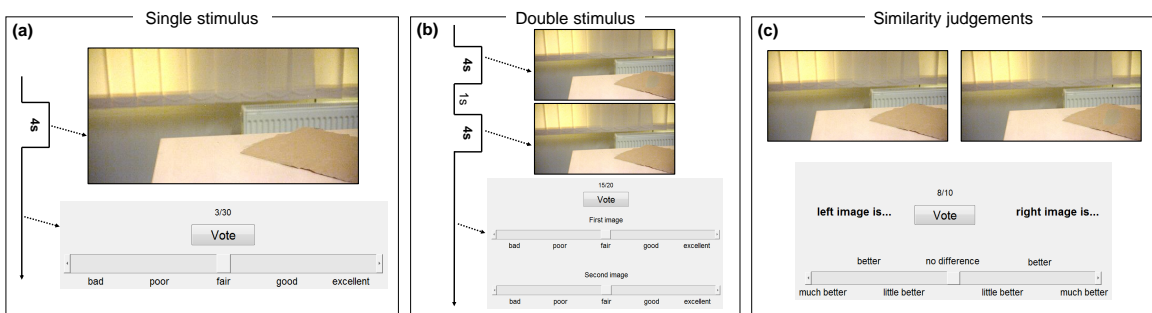 Single stimulus
(a)
4s
3/30
Vote
bad poor fair good excellent
Double stimulus
(b)
4s
1s
4s
15/20
Vote
First image
bad poor fair good excellent
Second image
bad poor fair good excellent
Similarity judgements
(c)
8/10
left image is... Vote right image is...
better no difference better
much better little better little better much better